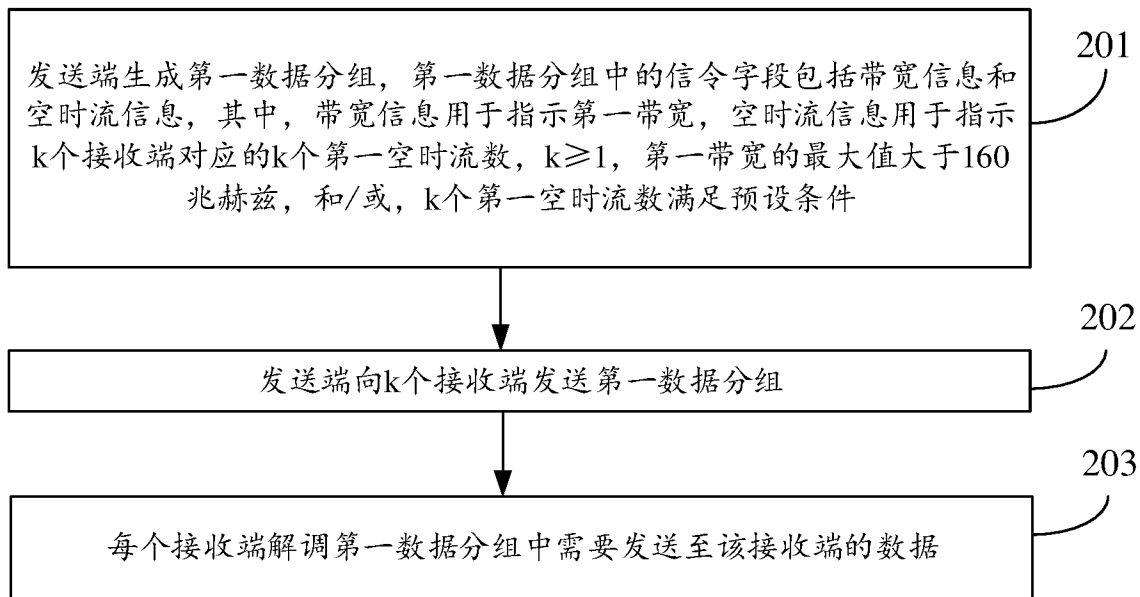 201
发送端生成第一数据分组，第一数据分组中的信令字段包括带宽信息和
空时流信息，其中，带宽信息用于指示第一带宽，空时流信息用于指示
k个接收端对应的k个第一空时流数，k≥1，第一带宽的最大值大于160
兆赫兹，和/或，k个第一空时流数满足预设条件
202
发送端向k个接收端发送第一数据分组
203
每个接收端解调第一数据分组中需要发送至该接收端的数据